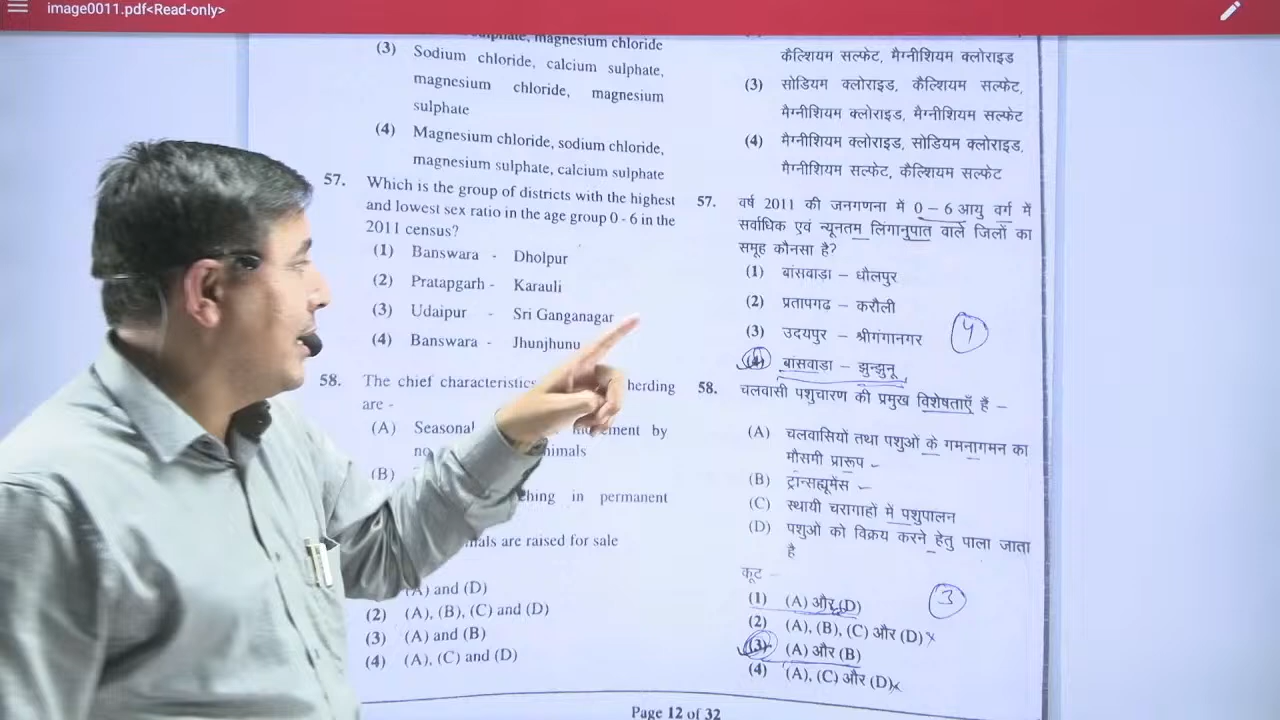 image0011.pdf<Read-only>
magnesium chloride
(3) Sodium chloride, calcium sulphate,
magnesium chloride, magnesium
sulphate
(4) Magnesium chloride, sodium chloride,
magnesium sulphate, calcium sulphate
57. Which is the group of districts with the highest
and lowest sex ratio in the age group 0 - 6 in the
2011 census?
(1) Banswara - Dholpur
(2) Pratapgarh - Karauli
(3) Udaipur - Sri Ganganagar
(4) Banswara - Jhunjhunu
58. The chief characteristics herding
are -
(A) Seasonal by
(B)
in permanent
are raised for sale
(A) and (D)
(2) (A), (B), (C) and (D)
(3) (A) and (B)
(4) (A), (C) and (D)
कैल्शियम सल्फेट, मैग्नीशियम क्लोराइड
(3) सोडियम क्लोराइड, कैल्शियम सल्फेट,
मैग्नीशियम क्लोराइड, मैग्नीशियम सल्फेट
(4) मैग्नीशियम क्लोराइड, सोडियम क्लोराइड,
मैग्नीशियम सल्फेट, कैल्शियम सल्फेट
57. वर्ष 2011 की जनगणना में 0 – 6 आयु वर्ग में
सर्वाधिक एवं न्यूनतम लिंगानुपात वाले जिलों का
समूह कौनसा है?
(1) बांसवाडा – धौलपुर
(2) प्रतापगढ – करौली
(3) उदयपुर – श्रीगंगानगर
4
(4) बांसवाडा – झुन्झुनू
58. चलवासी पशुचारण की प्रमुख विशेषताएँ हैं –
(A) चलवासियों तथा पशुओं के गमनागमन का
मौसमी प्रारूप
(B) ट्रान्सह्यूमेंस
(C) स्थायी चरागाहों में पशुपालन
(D) पशुओं को विक्रय करने हेतु पाला जाता
है
कूट –
3
(1) (A) और (D)
(2) (A), (B), (C) और (D)
(3) (A) और (B)
(4) (A), (C) और (D)
Page 12 of 32